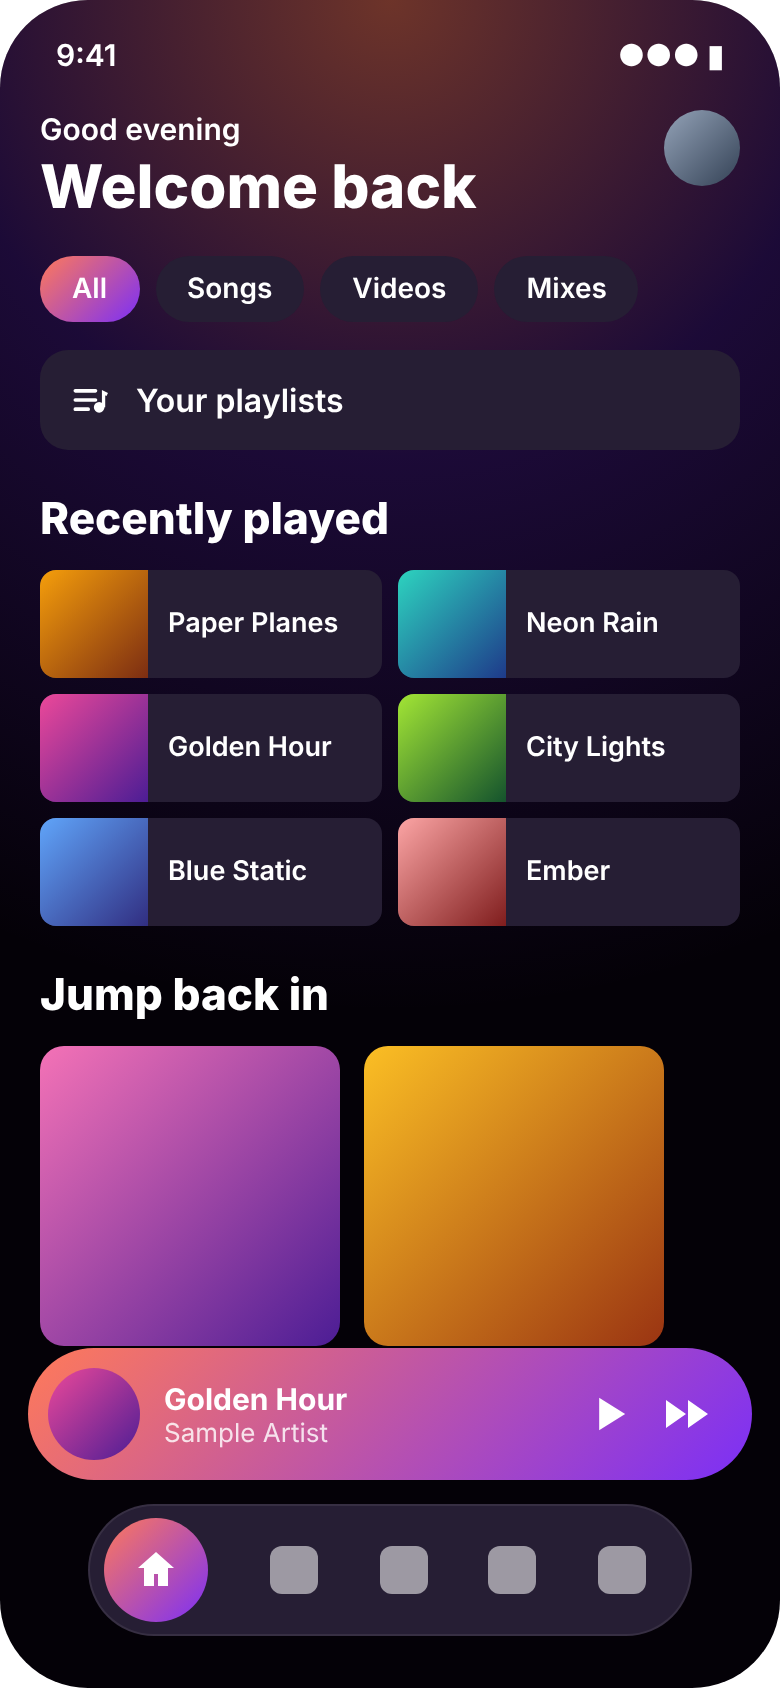 9:41
Good evening
Welcome back
All
Songs
Videos
Mixes
Your playlists
Recently played
Paper Planes
Neon Rain
Golden Hour
City Lights
Blue Static
Ember
Jump back in
Golden Hour
Sample Artist